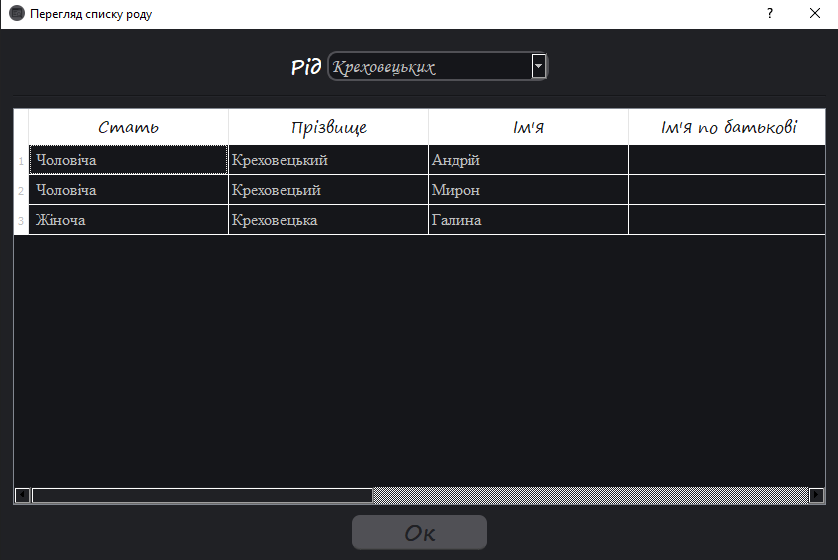 Перегляд списку роду
?
Рід Креховецьких
Стать Прізвище Ім'я Ім'я по батькові
1 Чоловіча Креховецький Андрій
2 Чоловіча Креховецьий Мирон
3 Жіноча Креховецька Галина
Ок